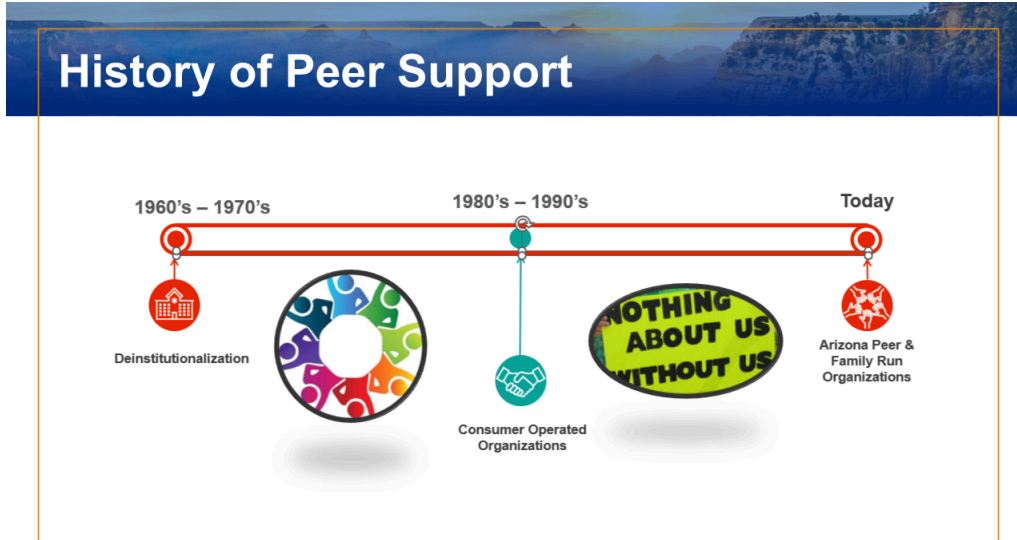 History of Peer Support
1960's – 1970's
1980's – 1990's
Today
Deinstitutionalization
NOTHING
ABOUT US
WITHOUT US
Consumer Operated
Organizations
Arizona Peer &
Family Run
Organizations